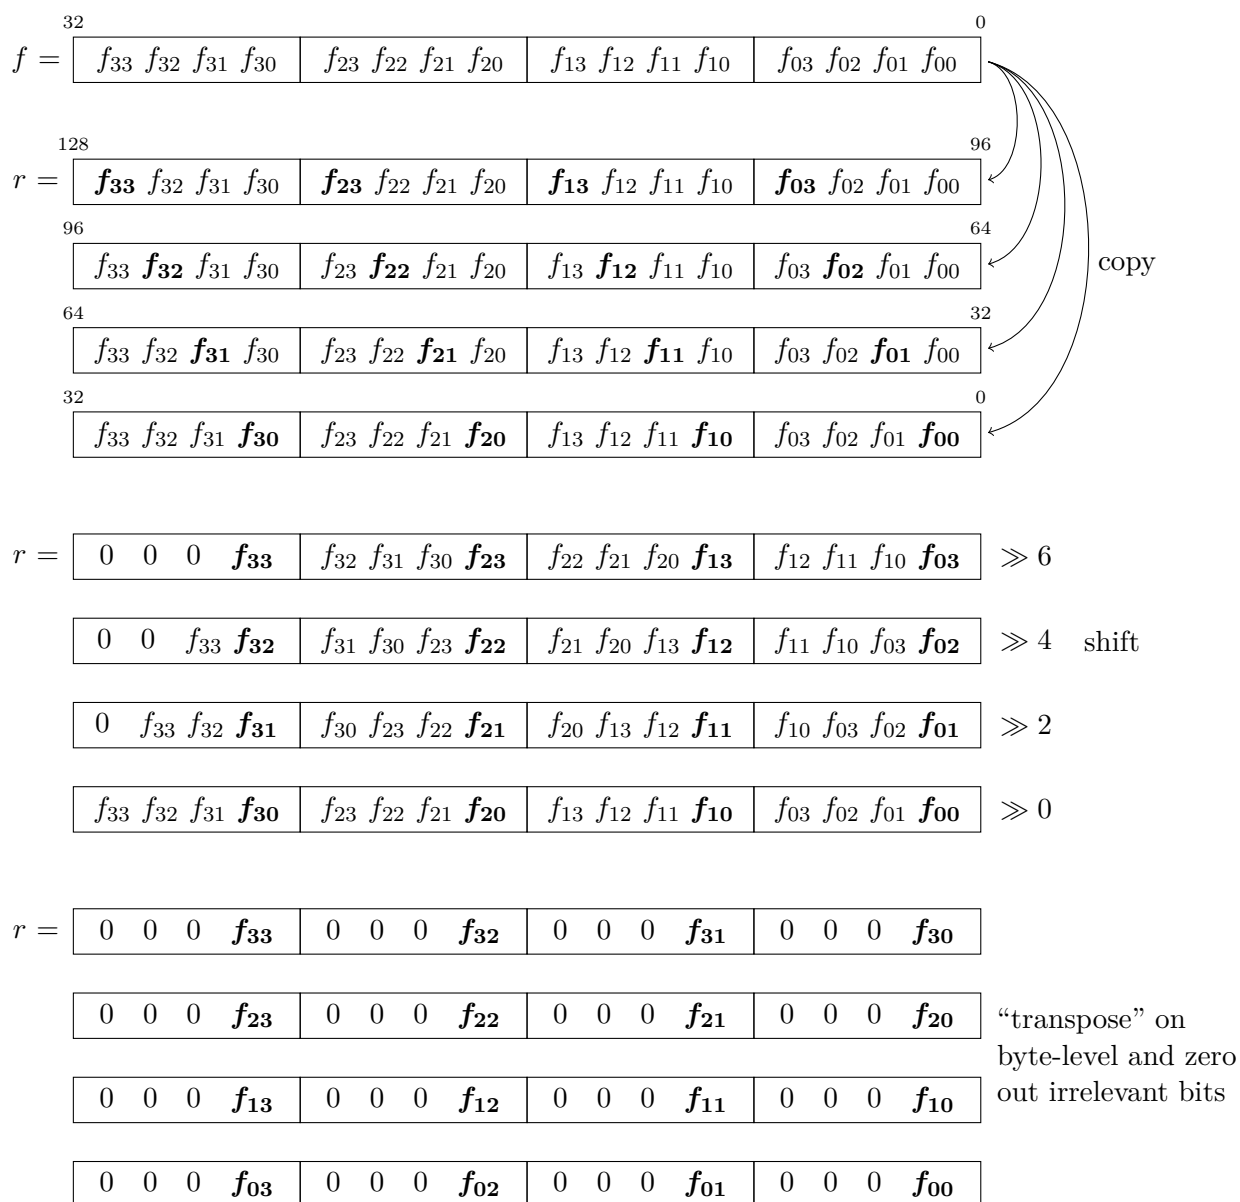 32 0
f = f33 f32 f31 f30 f23 f22 f21 f20 f13 f12 f11 f10 f03 f02 f01 f00
128 96
r = f33 f32 f31 f30 f23 f22 f21 f20 f13 f12 f11 f10 f03 f02 f01 f00
96 64
f33 f32 f31 f30 f23 f22 f21 f20 f13 f12 f11 f10 f03 f02 f01 f00
copy
64 32
f33 f32 f31 f30 f23 f22 f21 f20 f13 f12 f11 f10 f03 f02 f01 f00
32 0
f33 f32 f31 f30 f23 f22 f21 f20 f13 f12 f11 f10 f03 f02 f01 f00
r = 0 0 0 f33 f32 f31 f30 f23 f22 f21 f20 f13 f12 f11 f10 f03 ≫ 6
0 0 f33 f32 f31 f30 f23 f22 f21 f20 f13 f12 f11 f10 f03 f02 ≫ 4 shift
0 f33 f32 f31 f30 f23 f22 f21 f20 f13 f12 f11 f10 f03 f02 f01 ≫ 2
f33 f32 f31 f30 f23 f22 f21 f20 f13 f12 f11 f10 f03 f02 f01 f00 ≫ 0
r = 0 0 0 f33 0 0 0 f32 0 0 0 f31 0 0 0 f30
0 0 0 f23 0 0 0 f22 0 0 0 f21 0 0 0 f20
0 0 0 f13 0 0 0 f12 0 0 0 f11 0 0 0 f10
0 0 0 f03 0 0 0 f02 0 0 0 f01 0 0 0 f00
“transpose” on
byte-level and zero
out irrelevant bits